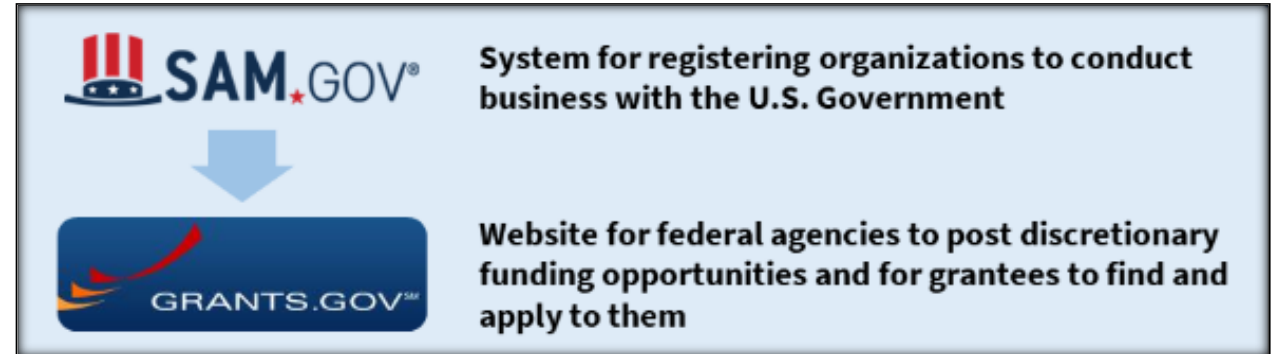 SAM.GOV®
System for registering organizations to conduct
business with the U.S. Government
GRANTS.GOV℠
Website for federal agencies to post discretionary
funding opportunities and for grantees to find and
apply to them